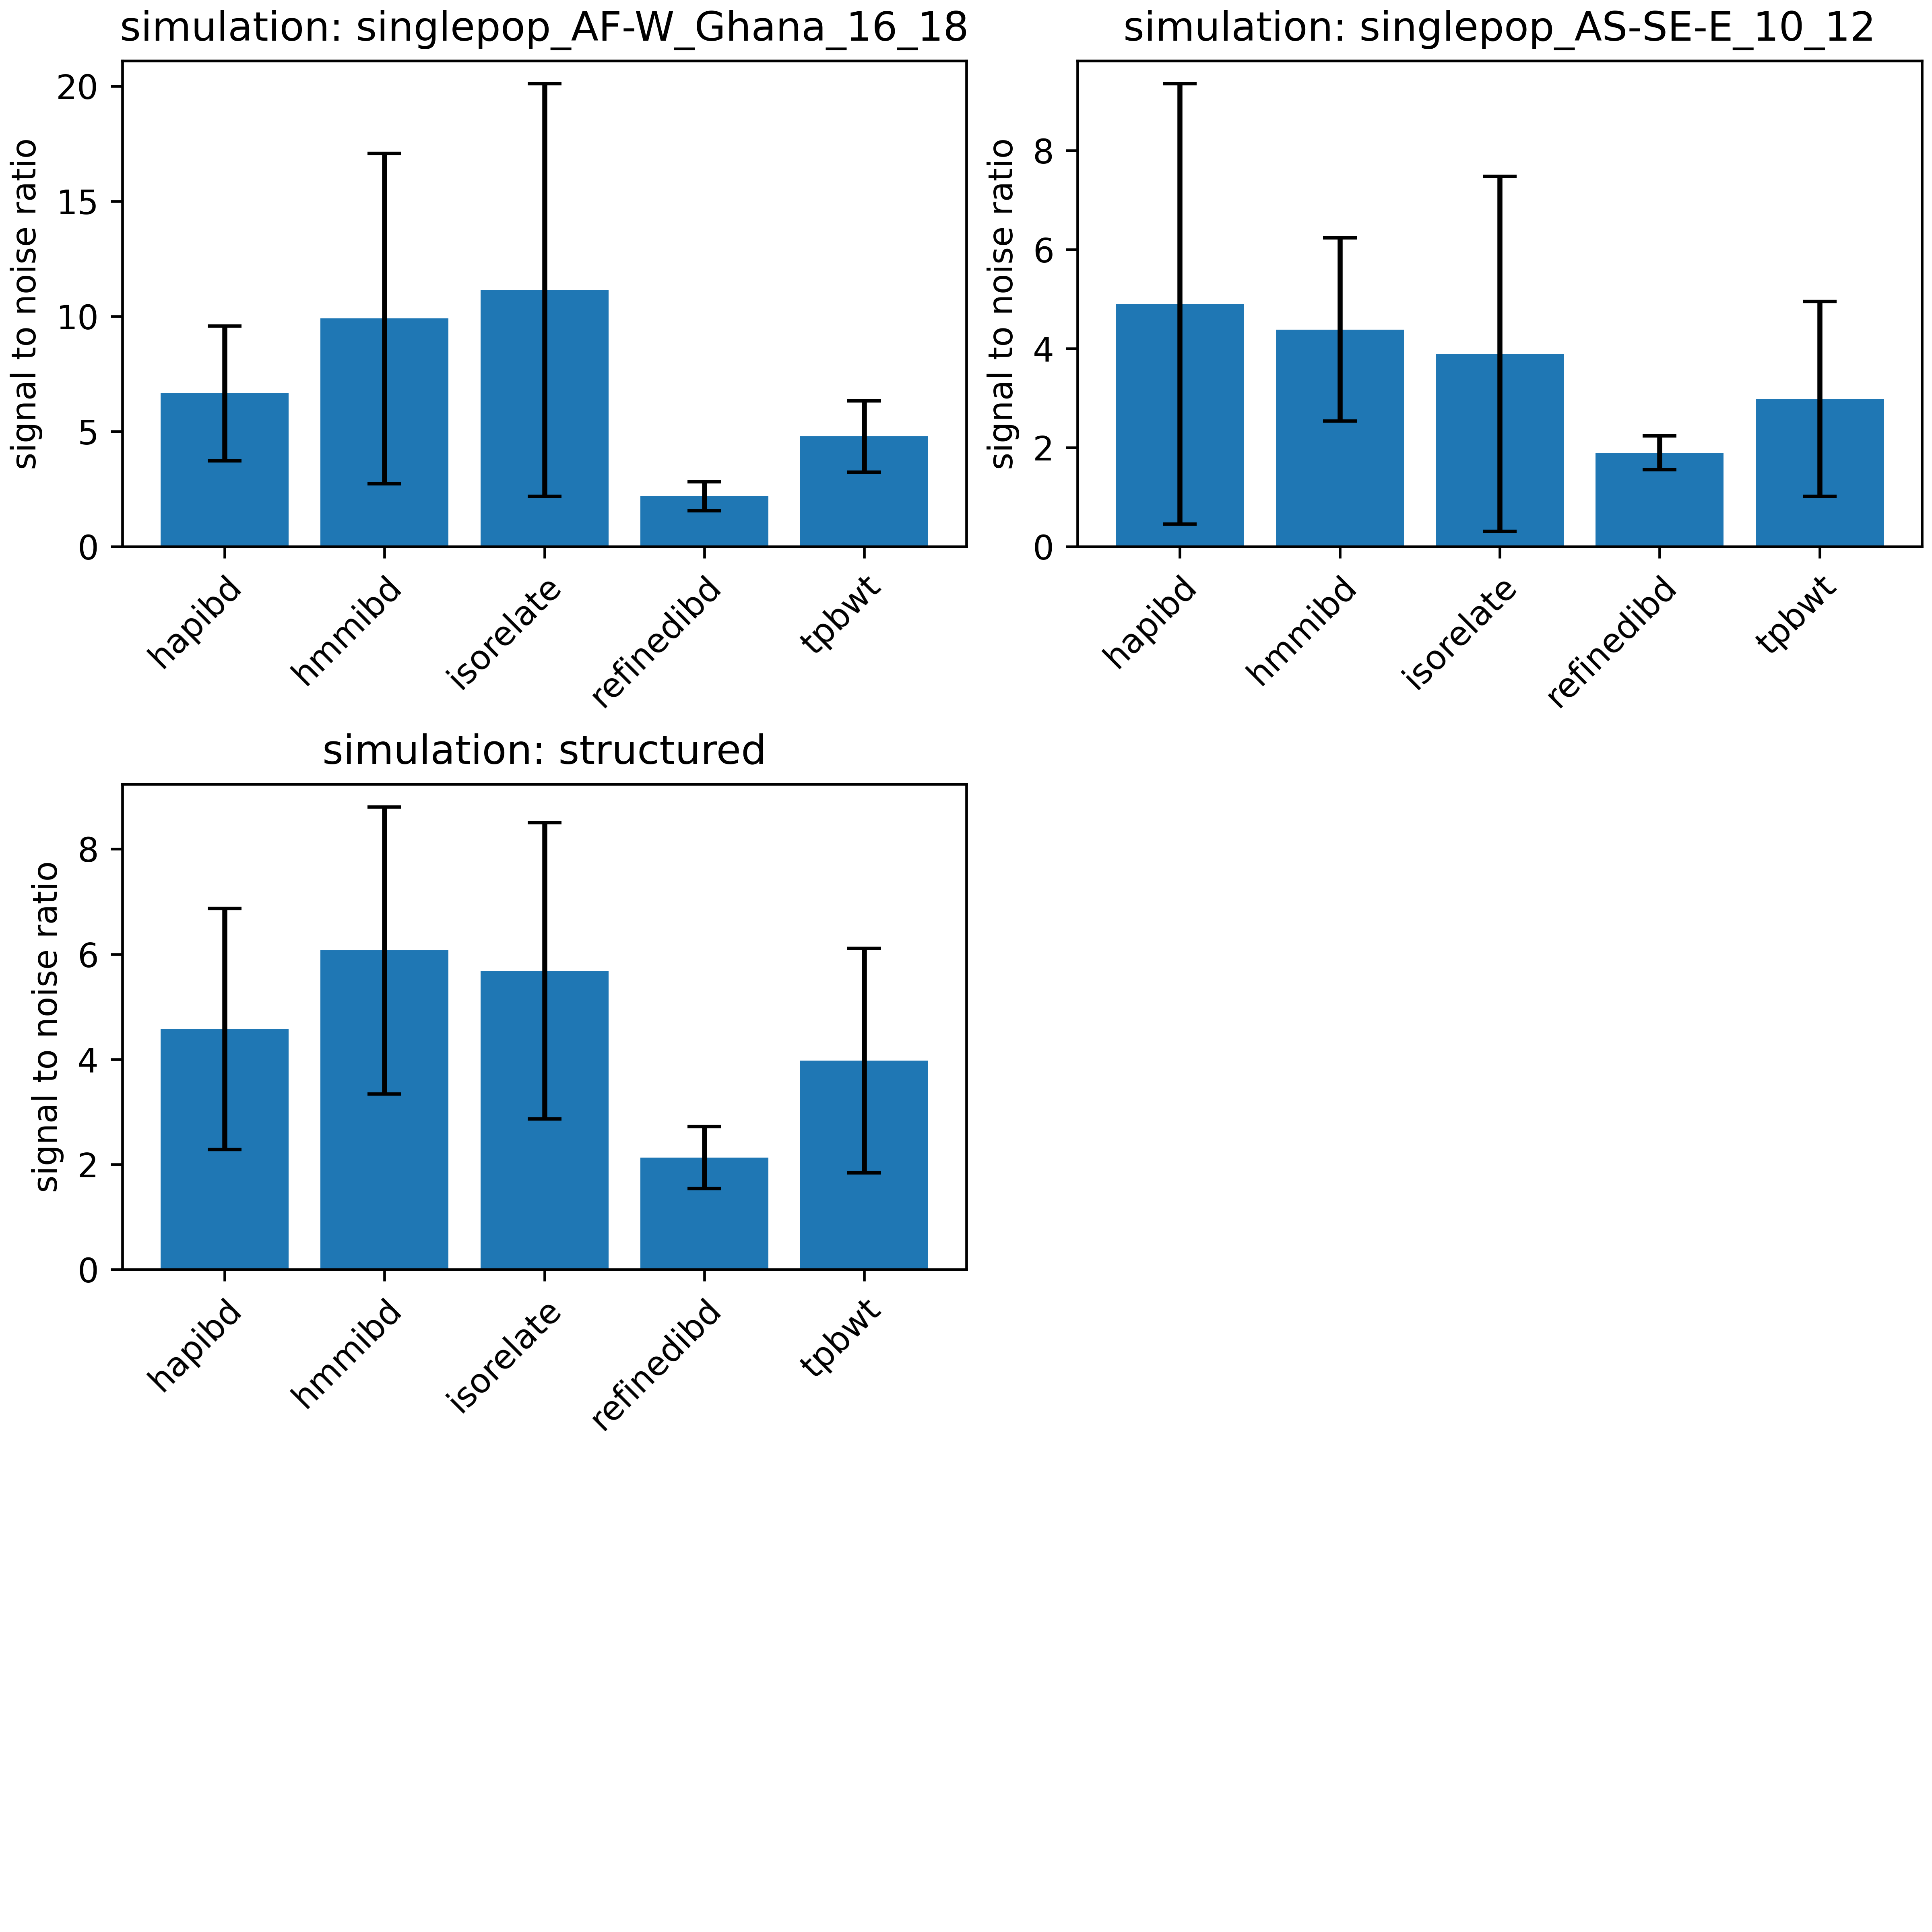 simulation: singlepop_AF-W_Ghana_16_18
signal to noise ratio
20
15
10
5
0
hapibd
hmmibd
isorelate
refinedibd
tpbwt
simulation: singlepop_AS-SE-E_10_12
signal to noise ratio
8
6
4
2
0
hapibd
hmmibd
isorelate
refinedibd
tpbwt
simulation: structured
signal to noise ratio
8
6
4
2
0
hapibd
hmmibd
isorelate
refinedibd
tpbwt